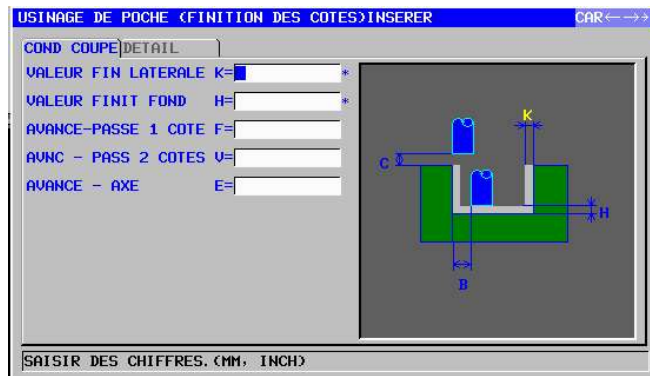 USINAGE DE POCHE (FINITION DES COTES)INSERER CAR←→
COND COUPE DETAIL
VALEUR FIN LATERALE K= *
VALEUR FINIT FOND H= *
AVANCE-PASSE 1 COTE F=
AVNC - PASS 2 COTES V=
AVANCE - AXE E=
K
C
H
B
SAISIR DES CHIFFRES.(MM, INCH)